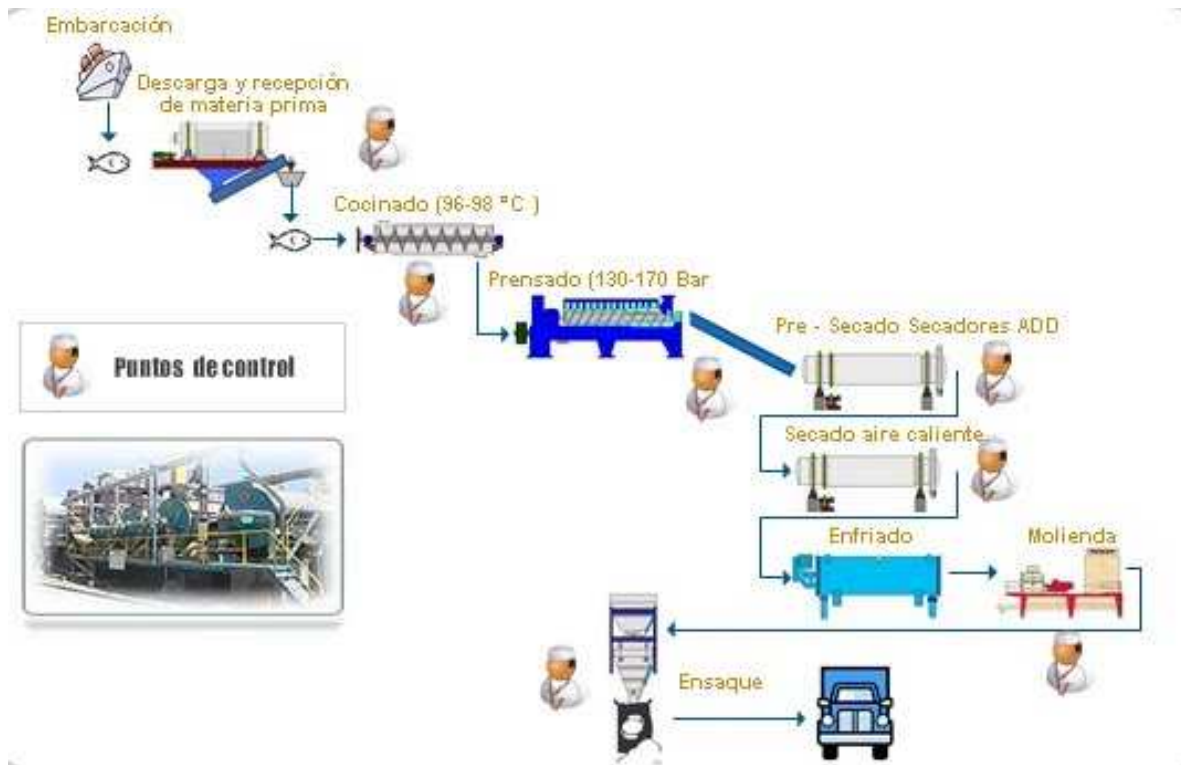 Embarcación
Descarga y recepción
de materia prima
Cocinado (96-98 °C )
Prensado (130-170 Bar
Pre - Secado Secadores ADD
Puntos de control
Secado aire caliente
Enfriado
Molienda
Ensaque